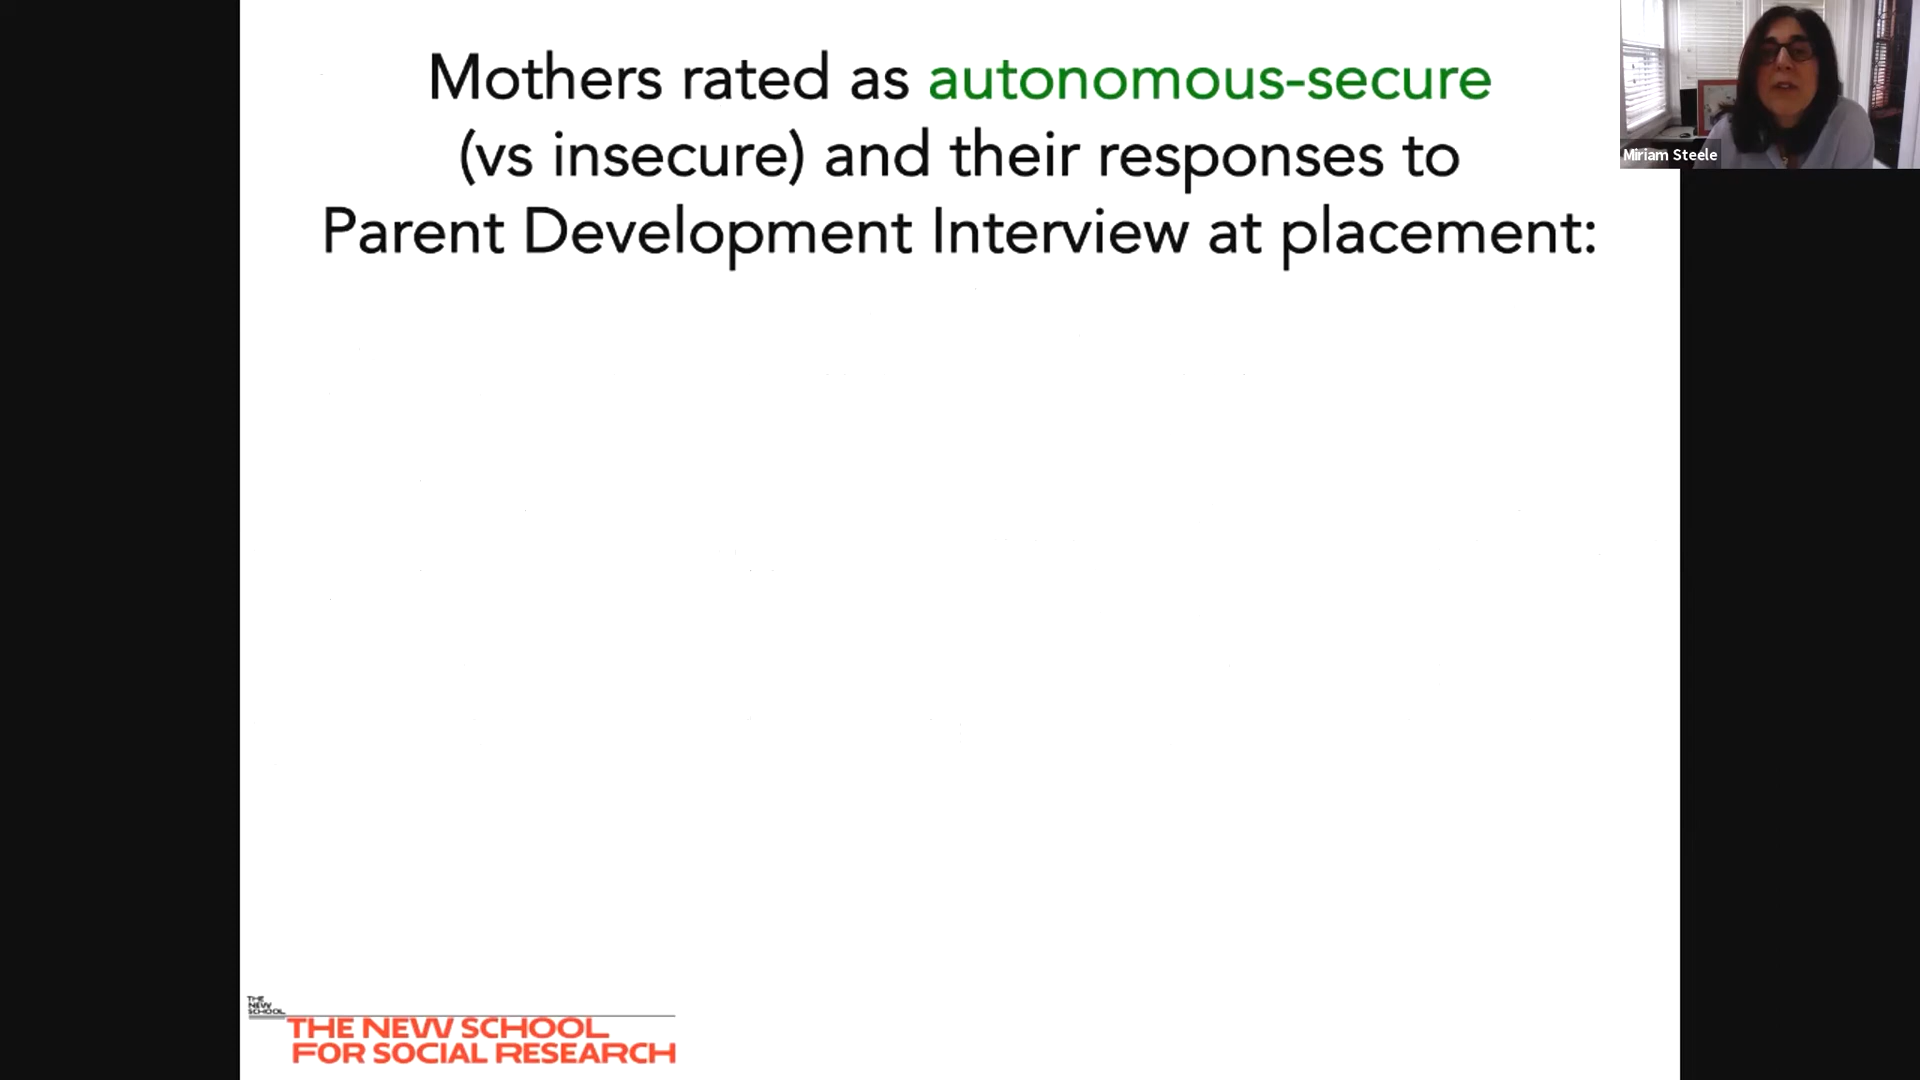 Mothers rated as autonomous-secure
(vs insecure) and their responses to
Parent Development Interview at placement:
Miriam Steele
THE
NEW
SCHOOL
THE NEW SCHOOL
FOR SOCIAL RESEARCH